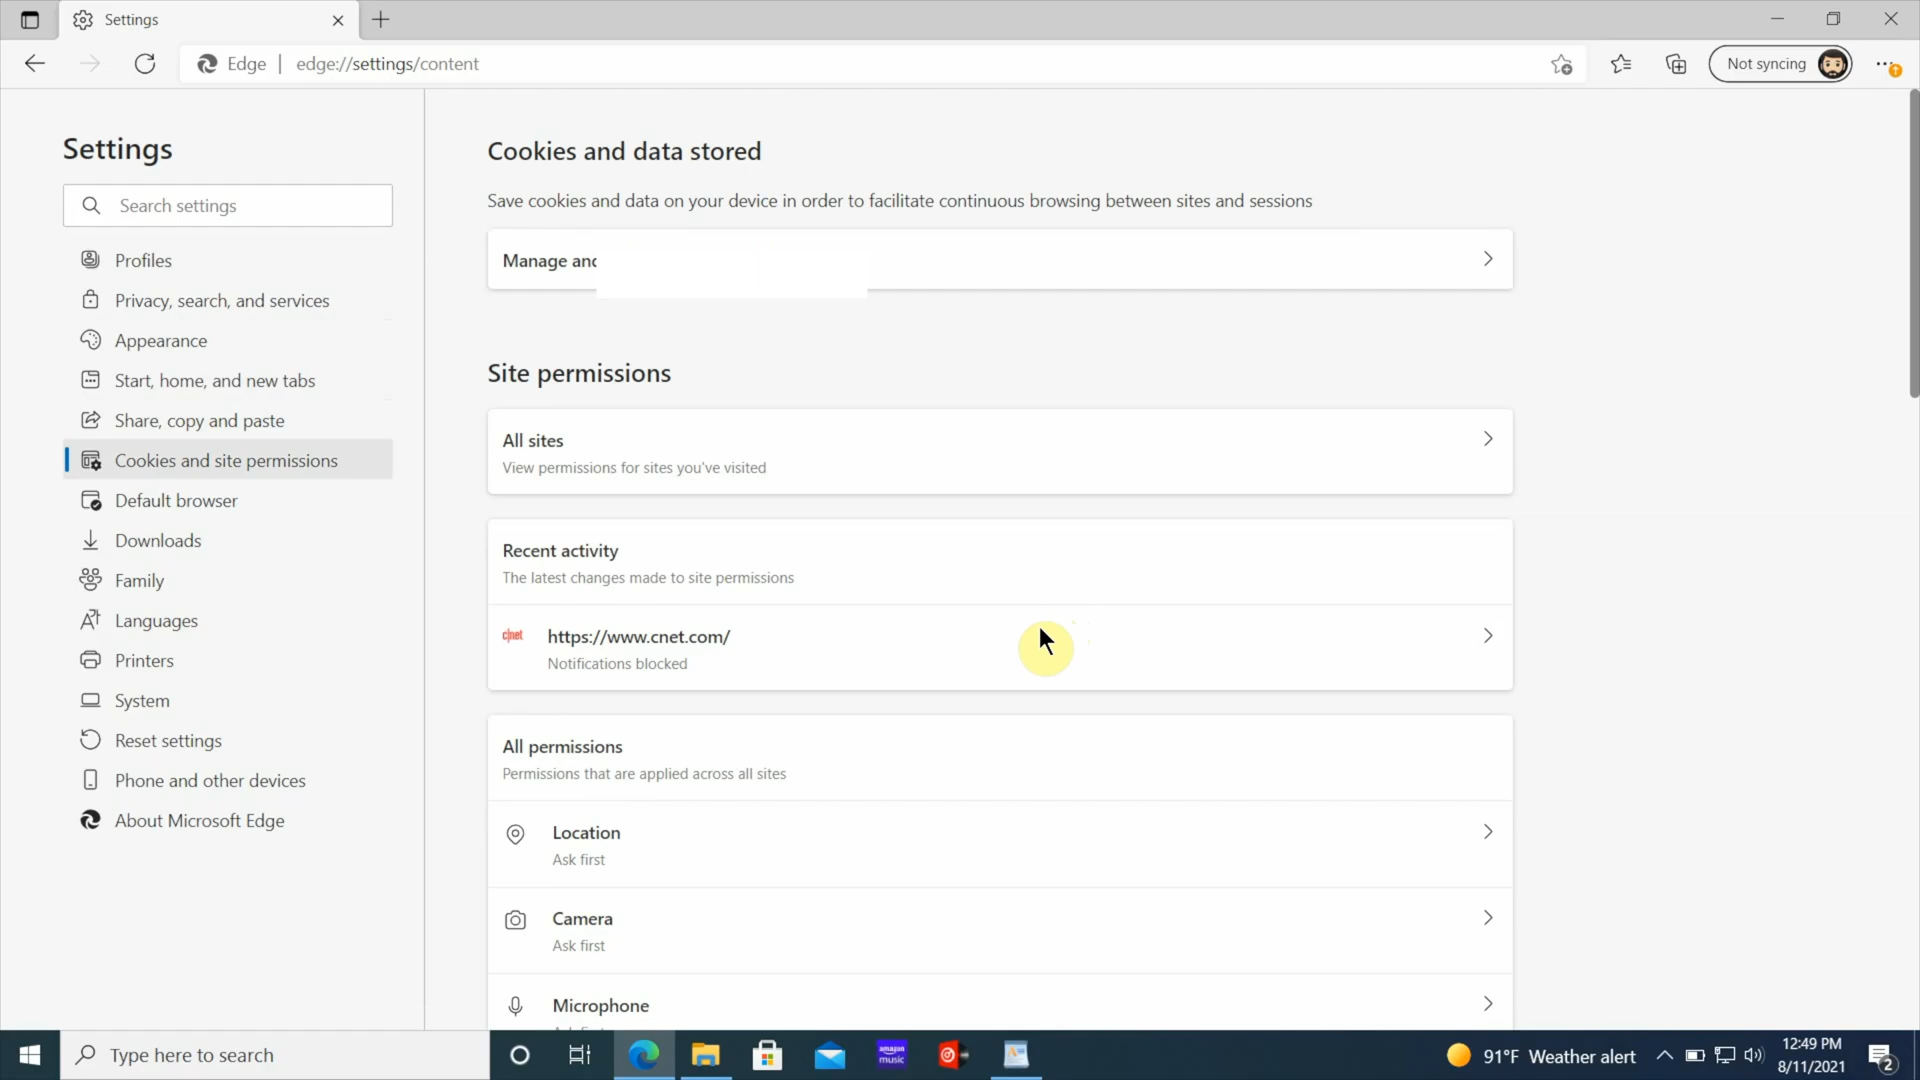 Settings
Edge | edge://settings/content
Not syncing
Settings
Search settings
Profiles
Privacy, search, and services
Appearance
Start, home, and new tabs
Share, copy and paste
Cookies and site permissions
Default browser
Downloads
Family
Languages
Printers
System
Reset settings
Phone and other devices
About Microsoft Edge
Cookies and data stored
Save cookies and data on your device in order to facilitate continuous browsing between sites and sessions
Manage and
Site permissions
All sites
View permissions for sites you've visited
Recent activity
The latest changes made to site permissions
c|net
https://www.cnet.com/
Notifications blocked
All permissions
Permissions that are applied across all sites
Location
Ask first
Camera
Ask first
Microphone
Type here to search
amazon music
91°F Weather alert
12:49 PM
8/11/2021
2